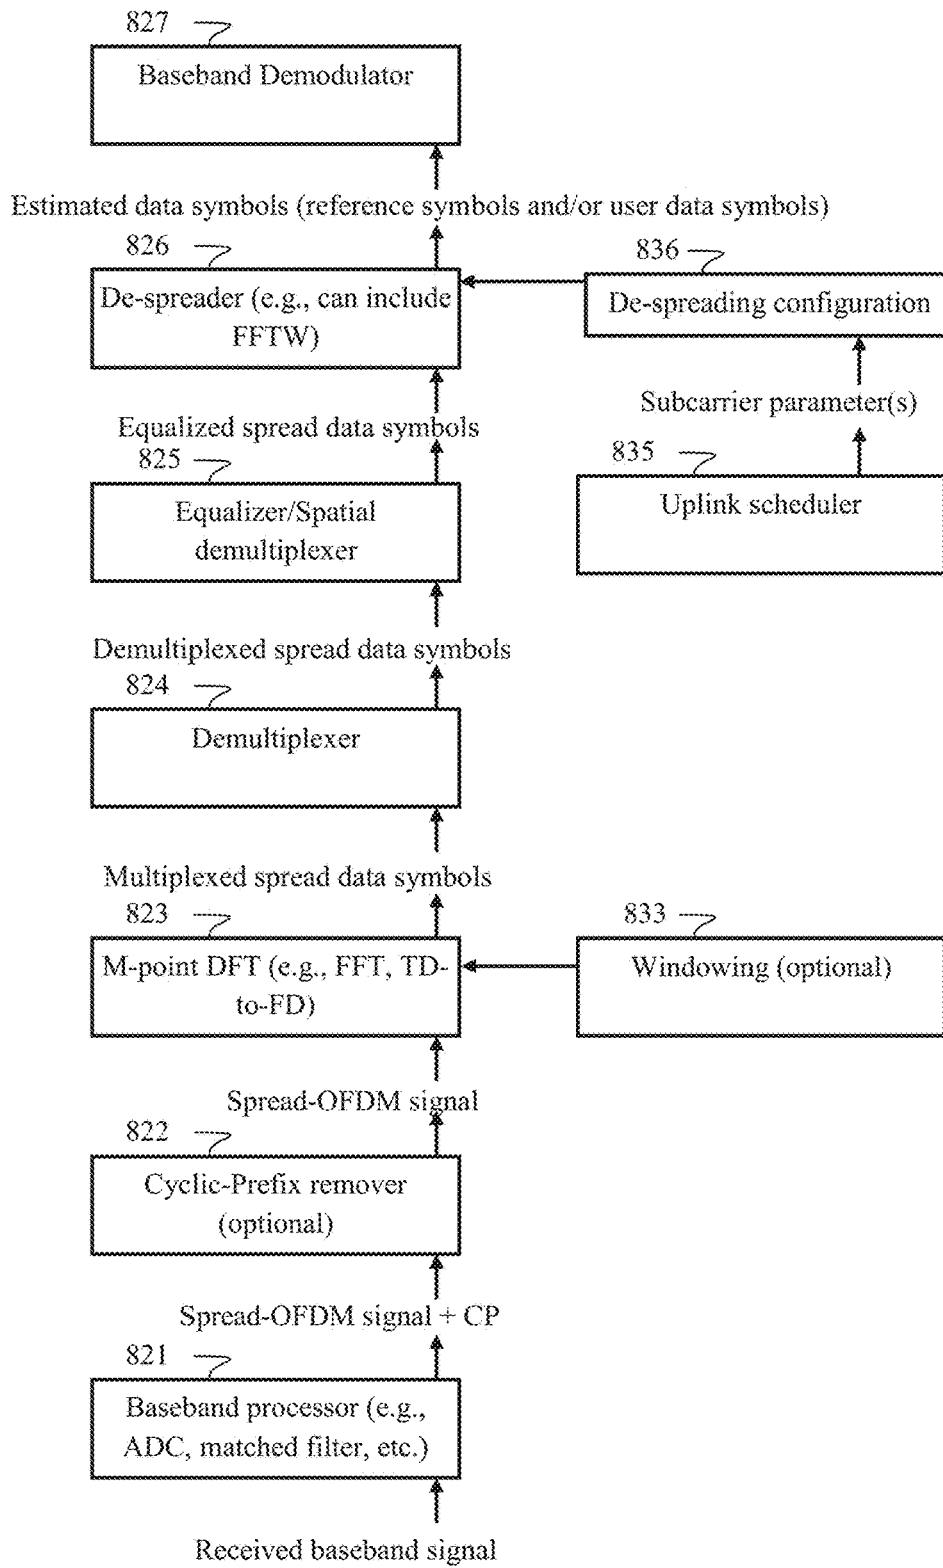 827
Baseband Demodulator
Estimated data symbols (reference symbols and/or user data symbols)
826
836
De-spreader (e.g., can include
FFTW)
De-spreading configuration
Equalized spread data symbols
Subcarrier parameter(s)
825
835
Equalizer/Spatial
demultiplexer
Uplink scheduler
Demultiplexed spread data symbols
824
Demultiplexer
Multiplexed spread data symbols
823
833
M-point DFT (e.g., FFT, TD-
to-FD)
Windowing (optional)
Spread-OFDM signal
822
Cyclic-Prefix remover
(optional)
Spread-OFDM signal + CP
821
Baseband processor (e.g.,
ADC, matched filter, etc.)
Received baseband signal